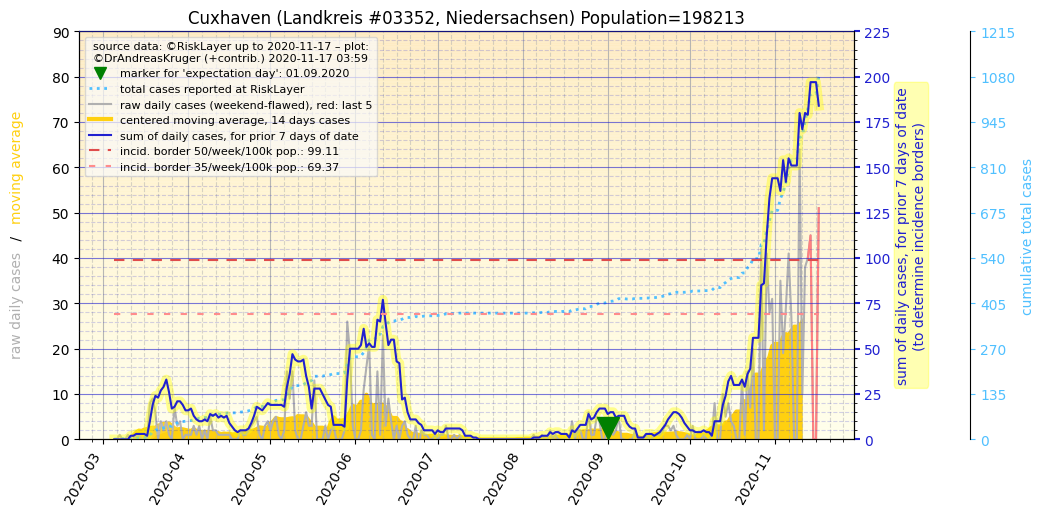 Cuxhaven (Landkreis #03352, Niedersachsen) Population=198213
source data: ©RiskLayer up to 2020-11-17 – plot:
©DrAndreasKruger (+contrib.) 2020-11-17 03:59
marker for 'expectation day': 01.09.2020
total cases reported at RiskLayer
raw daily cases (weekend-flawed), red: last 5
centered moving average, 14 days cases
sum of daily cases, for prior 7 days of date
incid. border 50/week/100k pop.: 99.11
incid. border 35/week/100k pop.: 69.37
raw daily cases / moving average
90
80
70
60
50
40
30
20
10
0
2020-03
2020-04
2020-05
2020-06
2020-07
2020-08
2020-09
2020-10
2020-11
225
200
175
150
125
100
75
50
25
0
sum of daily cases, for prior 7 days of date
(to determine incidence borders)
1215
1080
945
810
675
540
405
270
135
0
cumulative total cases